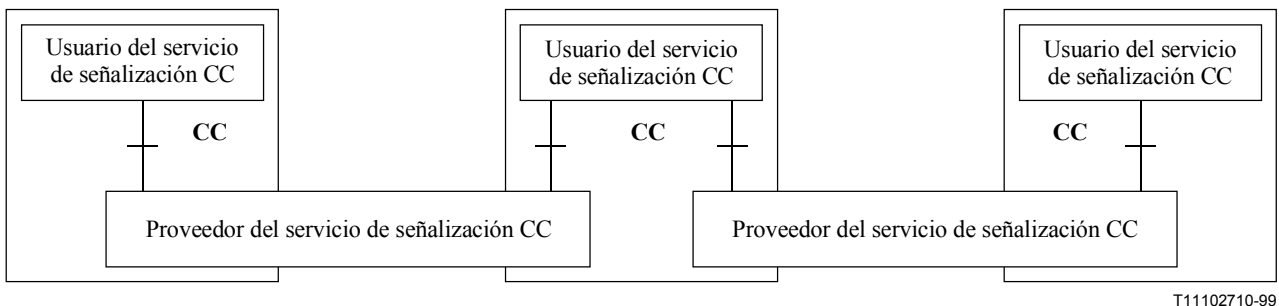 Usuario del servicio
de señalización CC
Usuario del servicio
de señalización CC
Usuario del servicio
de señalización CC
CC
CC
CC
Proveedor del servicio de señalización CC
Proveedor del servicio de señalización CC
T11102710-99